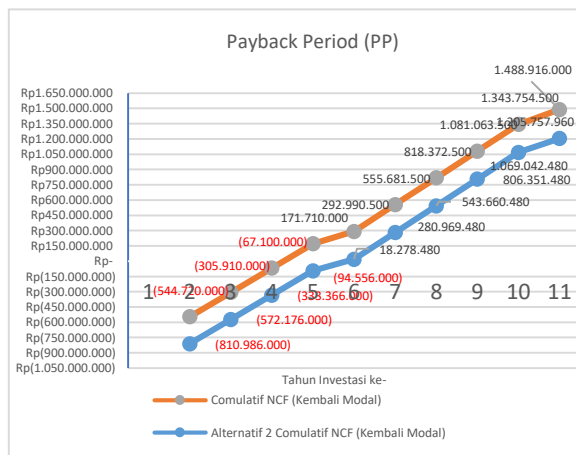 Payback Period (PP)
Rp1.650.000.000
Rp1.500.000.000
Rp1.350.000.000
Rp1.200.000.000
Rp1.050.000.000
Rp900.000.000
Rp750.000.000
Rp600.000.000
Rp450.000.000
Rp300.000.000
Rp150.000.000
Rp-
Rp(150.000.000)
Rp(300.000.000)
Rp(450.000.000)
Rp(600.000.000)
Rp(750.000.000)
Rp(900.000.000)
Rp(1.050.000.000)
1.488.916.000
1.343.754.500
1.081.063.500
1.205.757.960
818.372.500
1.069.042.480
555.681.500
806.351.480
292.990.500
543.660.480
171.710.000
280.969.480
(67.100.000)
18.278.480
(305.910.000)
(94.556.000)
(544.720.000)
(333.366.000)
(572.176.000)
(810.986.000)
1 2 3 4 5 6 7 8 9 10 11
Tahun Investasi ke-
Comulatif NCF (Kembali Modal)
Alternatif 2 Comulatif NCF (Kembali Modal)